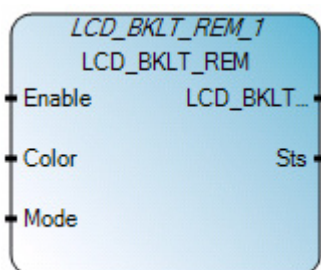 LCD_BKLT_REM_1
LCD_BKLT_REM
Enable LCD_BKLT...
Color Sts
Mode